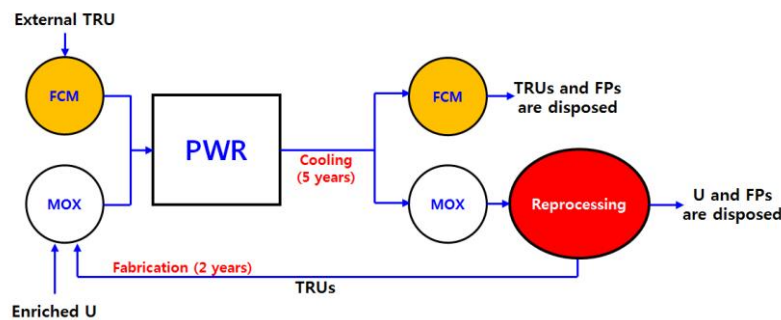 External TRU
FCM
PWR
Cooling
(5 years)
FCM
TRUs and FPs
are disposed
MOX
MOX
Reprocessing
U and FPs
are disposed
Fabrication (2 years)
TRUs
Enriched U